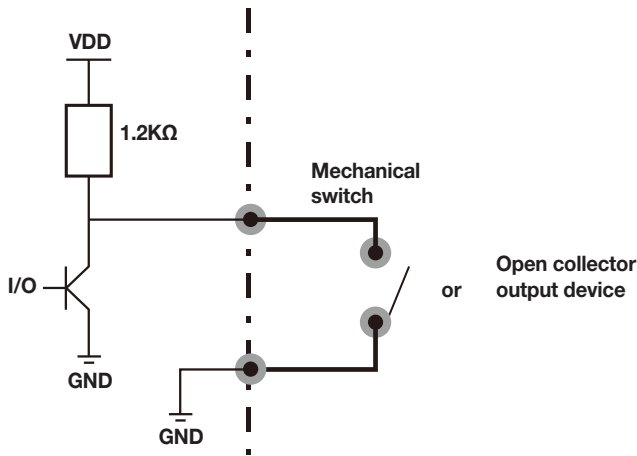 VDD
1.2KΩ
Mechanical
switch
I/O
or
Open collector
output device
GND
GND